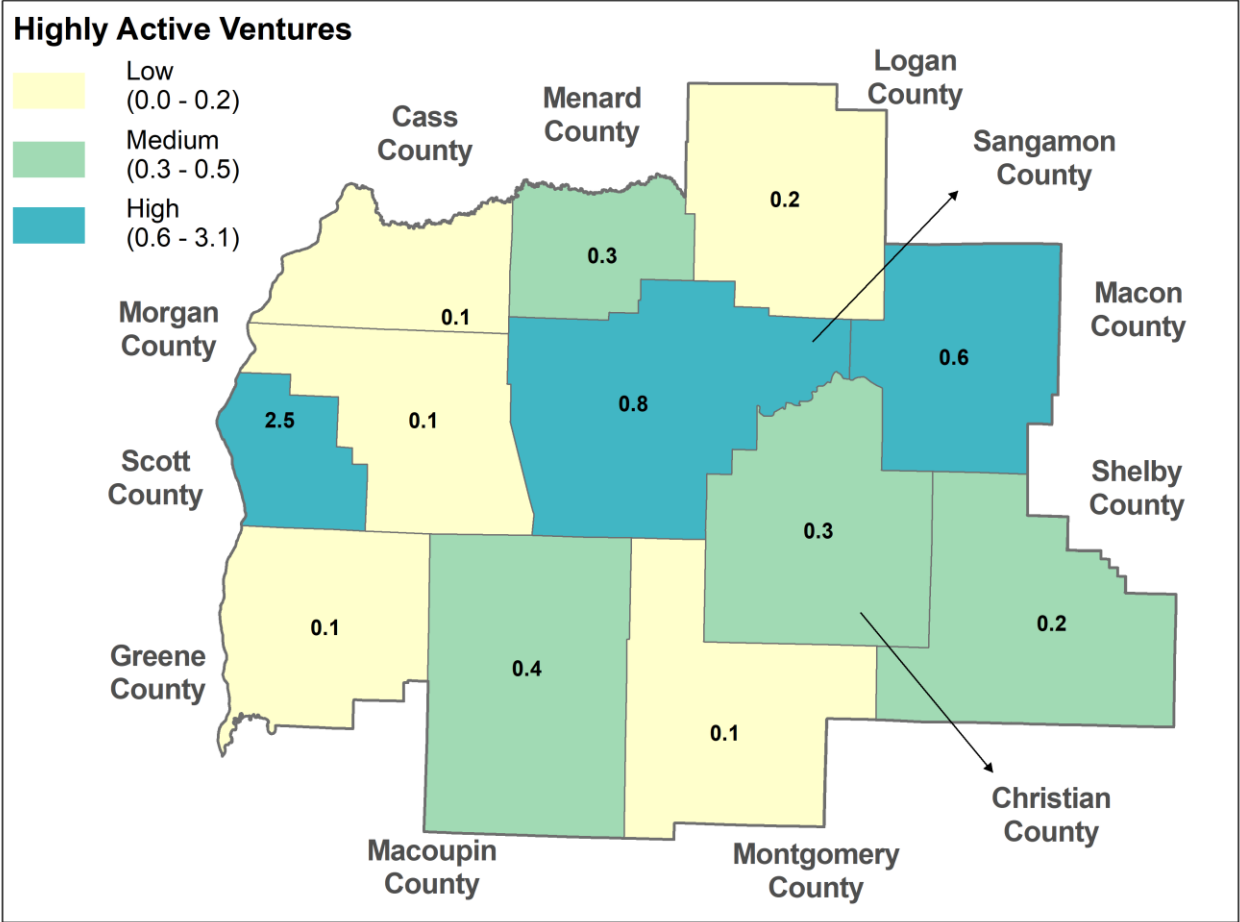 Highly Active Ventures
Low
(0.0 - 0.2)
Medium
(0.3 - 0.5)
High
(0.6 - 3.1)
Cass
County
Menard
County
Logan
County
Sangamon
County
Morgan
County
Macon
County
Scott
County
Shelby
County
Greene
County
Christian
County
Macoupin
County
Montgomery
County
0.2
0.3
0.1
0.6
0.8
2.5
0.1
0.3
0.2
0.1
0.4
0.1